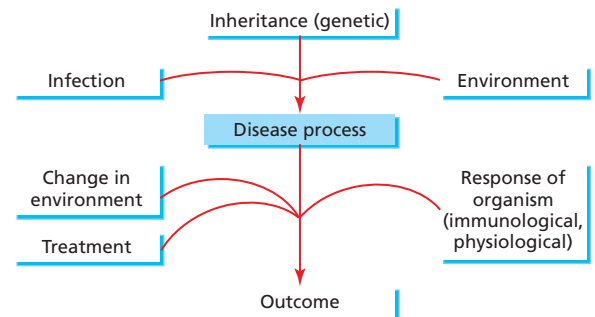 Inheritance (genetic)
Infection
Environment
Disease process
Change in
environment
Response of
organism
(immunological,
physiological)
Treatment
Outcome